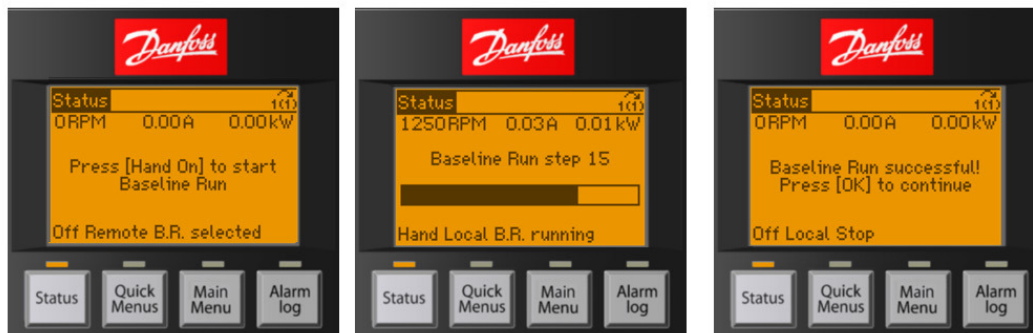 Danfoss
Status
1(1)
0RPM 0.00A 0.00kW
Press [Hand On] to start
Baseline Run
Off Remote B.R. selected
Status
Quick
Menus
Main
Menu
Alarm
log
Danfoss
Status
1(1)
1250RPM 0.03A 0.01kW
Baseline Run step 15
Hand Local B.R. running
Status
Quick
Menus
Main
Menu
Alarm
log
Danfoss
Status
1(1)
0RPM 0.00A 0.00kW
Baseline Run successful!
Press [OK] to continue
Off Local Stop
Status
Quick
Menus
Main
Menu
Alarm
log